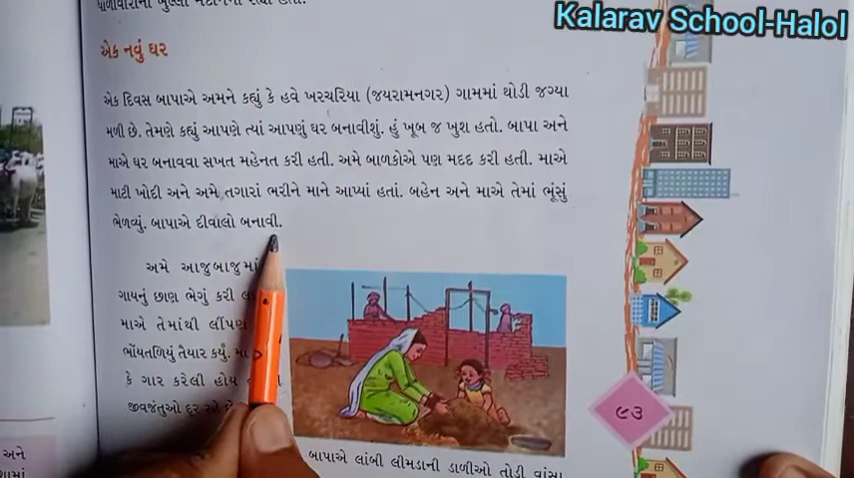 Kalarav School-Halol
એક નવું ઘર
એક દિવસ બાપાએ અમને કહ્યું કે હવે ખરચરિયા (જયરામનગર) ગામમાં થોડી જગ્યા
મળી છે. તેમણે કહ્યું આપણે ત્યાં આપણું ઘર બનાવીશું. હું ખૂબ જ ખુશ હતો. બાપા અને
માએ ઘર બનાવવા સખત મહેનત કરી હતી. અમે બાળકોએ પણ મદદ કરી હતી. માએ
માટી ખોદી અને અમે તગારાં ભરીને માને આપ્યાં હતાં. બહેન અને માએ તેમાં ભૂંસું
ભેળવ્યું. બાપાએ દીવાલો બનાવી.
અમે આજુબાજુમાં
ગાયનું છાણ ભેગું કરી
માએ તેમાંથી લીંપણ
ભોંયતળિયું તૈયાર કર્યું.
કે ગાર કરેલી હોય
જીવજંતુઓ દૂર રહે
બાપાએ લાંબી લીમડાની ડાળીઓ તોડી વાંસા
૯૩
અને